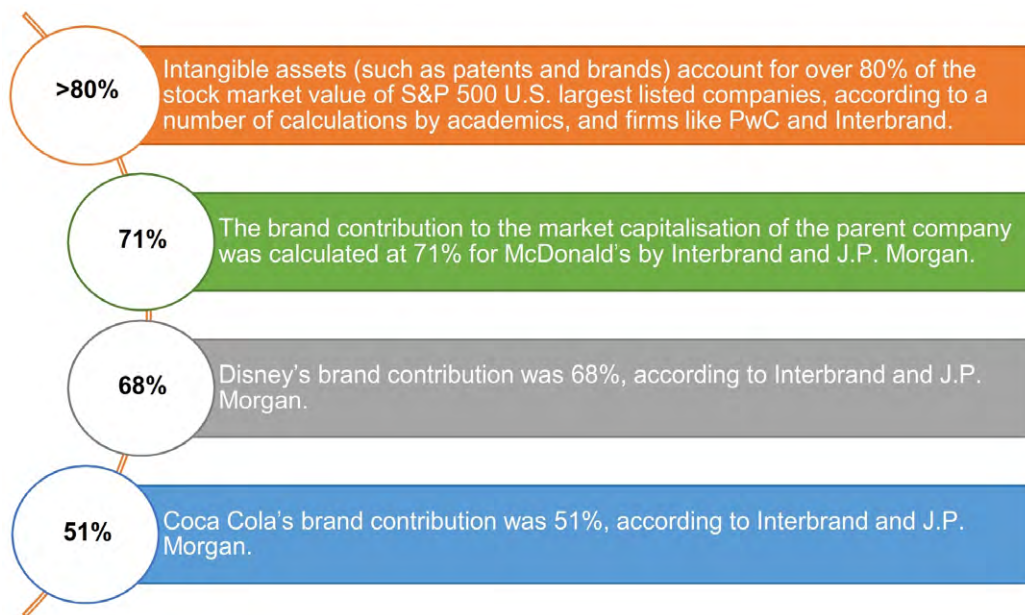 >80%
Intangible assets (such as patents and brands) account for over 80% of the
stock market value of S&P 500 U.S. largest listed companies, according to a
number of calculations by academics, and firms like PwC and Interbrand.
71%
The brand contribution to the market capitalisation of the parent company
was calculated at 71% for McDonald's by Interbrand and J.P. Morgan.
68%
Disney's brand contribution was 68%, according to Interbrand and J.P.
Morgan.
51%
Coca Cola's brand contribution was 51%, according to Interbrand and J.P.
Morgan.